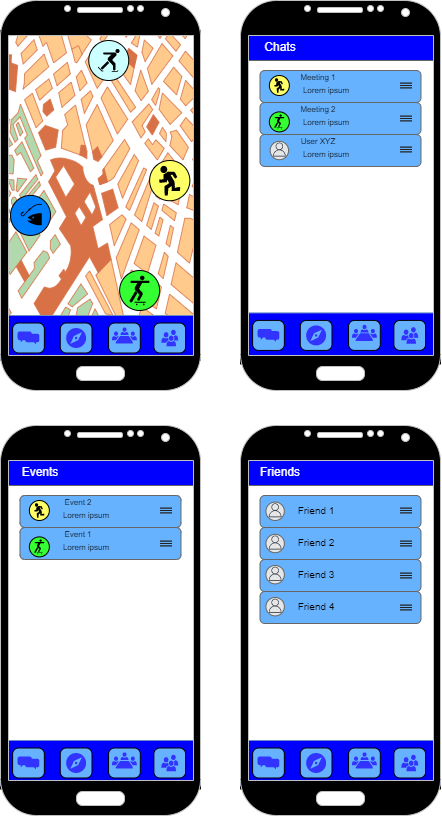 Chats
Meeting 1
Lorem ipsum
Meeting 2
Lorem ipsum
User XYZ
Lorem ipsum
Events
Event 2
Lorem ipsum
Event 1
Lorem ipsum
Friends
Friend 1
Friend 2
Friend 3
Friend 4